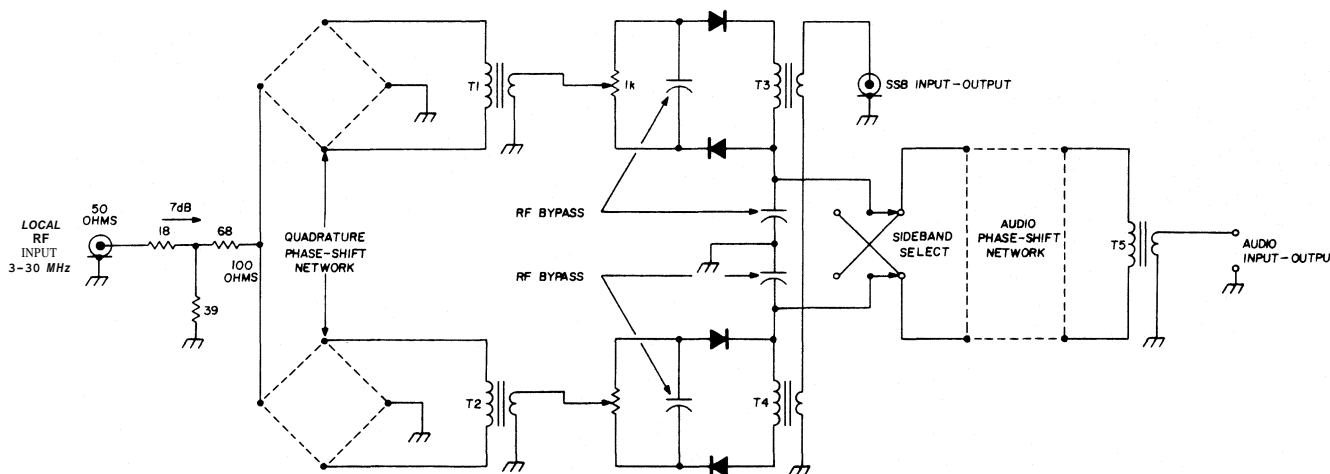 LOCAL
RF
INPUT
3-30 MHz
50
OHMS
18
7dB
68
39
100
OHMS
QUADRATURE
PHASE-SHIFT
NETWORK
T1
T2
1k
RF BYPASS
RF BYPASS
T3
T4
SSB INPUT-OUTPUT
SIDEBAND
SELECT
AUDIO
PHASE-SHIFT
NETWORK
T5
AUDIO
INPUT-OUTPU